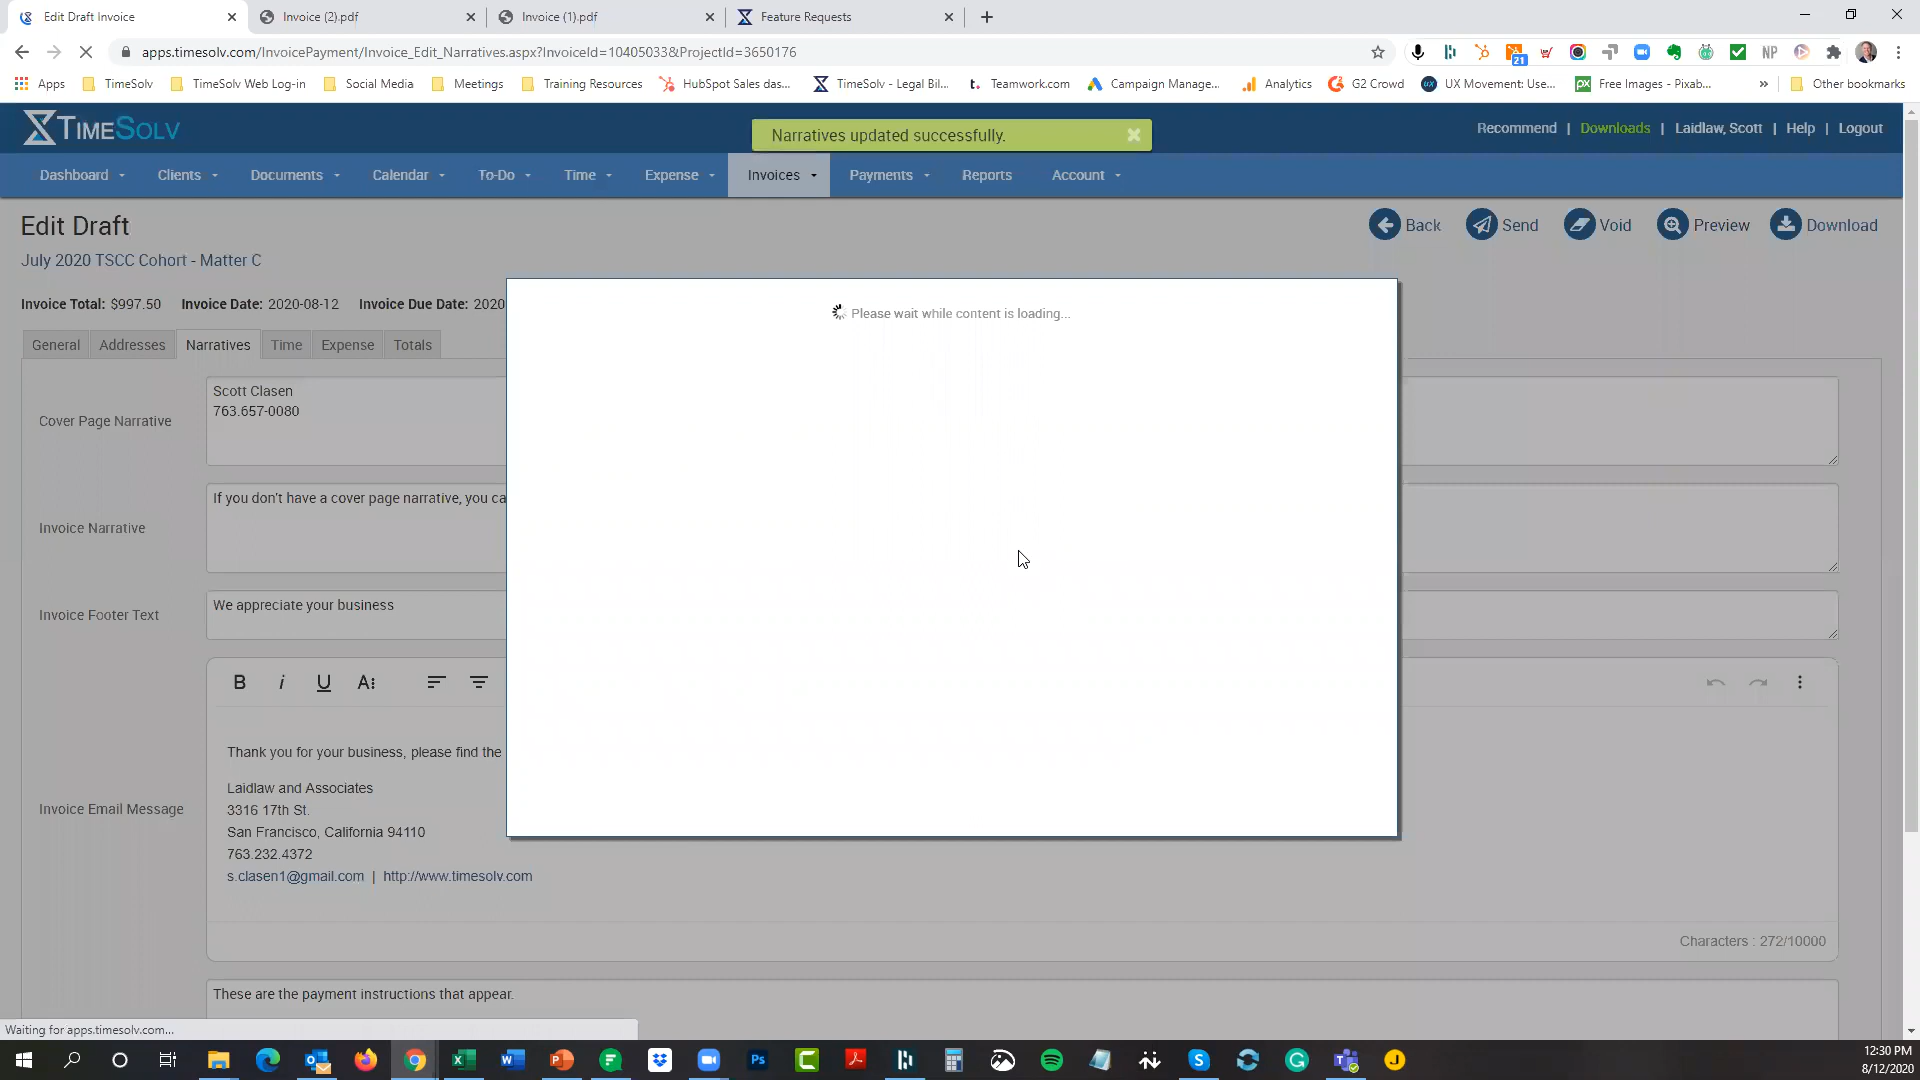 Edit Draft Invoice
Invoice (2).pdf
Invoice (1).pdf
Feature Requests
apps.timesolv.com/InvoicePayment/Invoice_Edit_Narratives.aspx?InvoiceId=10405033&ProjectId=3650176
21
NP
Apps
TimeSolv
TimeSolv Web Log-in
Social Media
Meetings
Training Resources
HubSpot Sales das...
TimeSolv - Legal Bil...
t. Teamwork.com
Campaign Manage...
Analytics
G2 Crowd
UX Movement: Use...
px Free Images - Pixab...
» Other bookmarks
TIMESOLV
Narratives updated successfully.
Recommend | Downloads | Laidlaw, Scott | Help | Logout
Dashboard
Clients
Documents
Calendar
To-Do
Time
Expense
Invoices
Payments
Reports
Account
Edit Draft
Back
Send
Void
Preview
Download
July 2020 TSCC Cohort - Matter C
Invoice Total: $997.50 Invoice Date: 2020-08-12 Invoice Due Date: 2020
Please wait while content is loading...
General
Addresses
Narratives
Time
Expense
Totals
Cover Page Narrative
Scott Clasen
763.657-0080
Invoice Narrative
If you don't have a cover page narrative, you ca
Invoice Footer Text
We appreciate your business
B i U A
Invoice Email Message
Thank you for your business, please find the
Laidlaw and Associates
3316 17th St.
San Francisco, California 94110
763.232.4372
s.clasen1@gmail.com | http://www.timesolv.com
Characters : 272/10000
These are the payment instructions that appear.
Waiting for apps.timesolv.com...
Ps
J
12:30 PM
8/12/2020